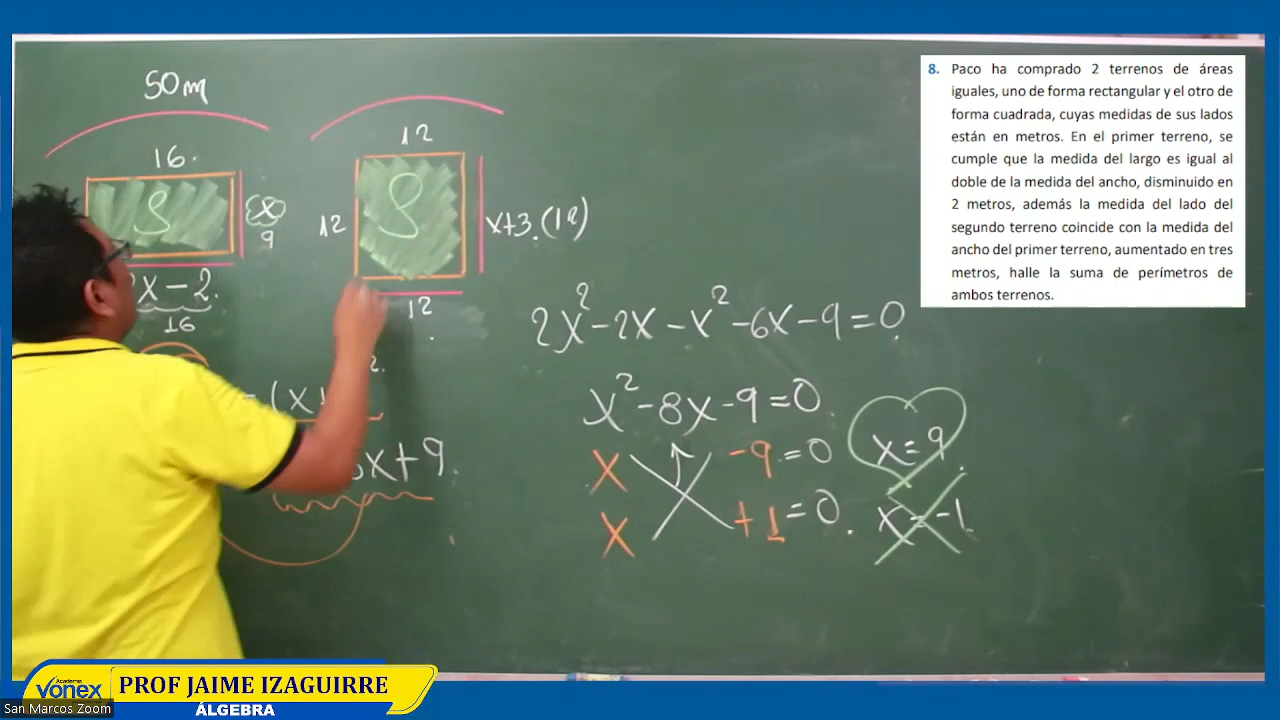 50m
16.
S
x
9
x-2.
16
12
S
12
x+3.(12)
12
2.
(x
x+9.
2x²-2x-x²-6x-9=0
x²-8x-9=0
x -9=0 x=9.
x +1=0. x=-1
8. Paco ha comprado 2 terrenos de áreas
iguales, uno de forma rectangular y el otro de
forma cuadrada, cuyas medidas de sus lados
están en metros. En el primer terreno, se
cumple que la medida del largo es igual al
doble de la medida del ancho, disminuido en
2 metros, además la medida del lado del
segundo terreno coincide con la medida del
ancho del primer terreno, aumentado en tres
metros, halle la suma de perímetros de
ambos terrenos.
Academia
VONEX
PROF JAIME IZAGUIRRE
ÁLGEBRA
San Marcos Zoom